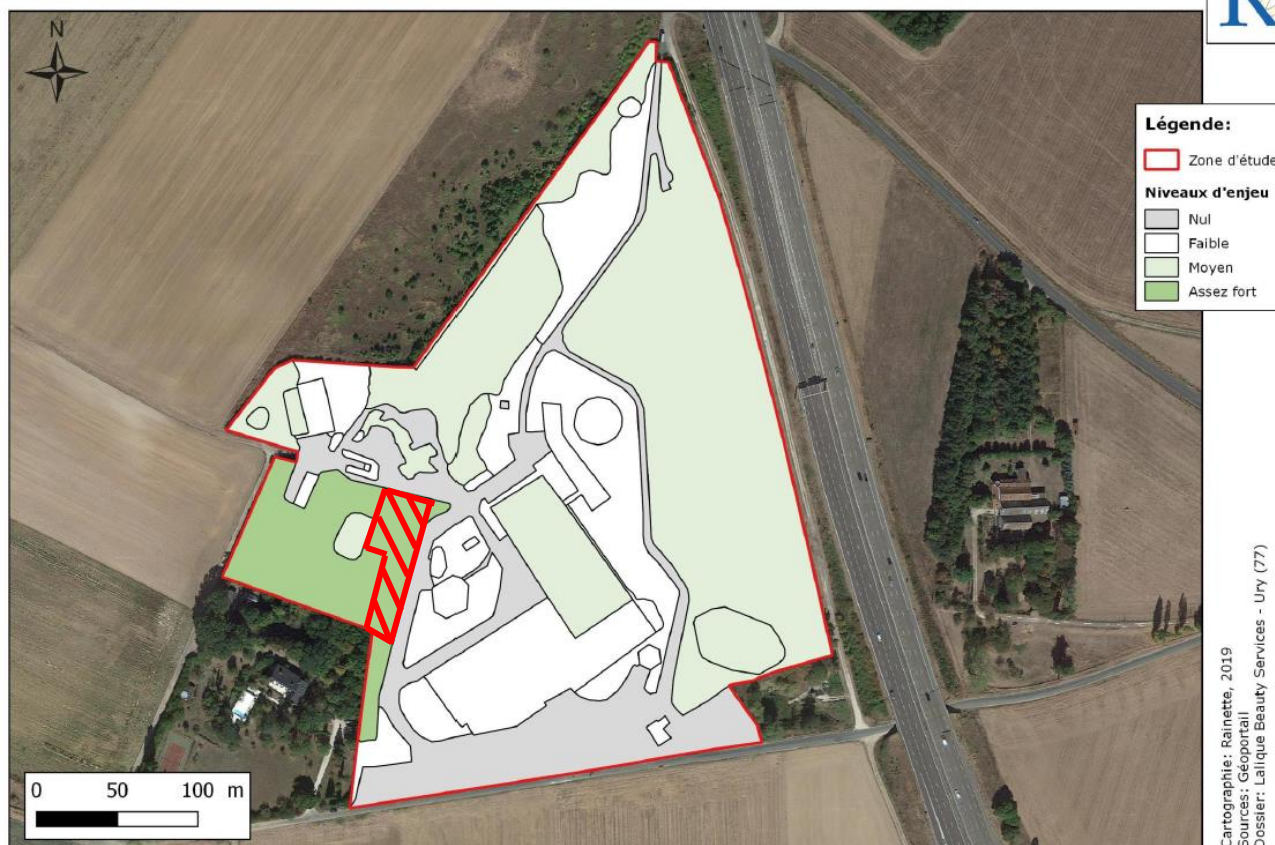 N
R
Légende:
Zone d'étude
Niveaux d'enjeu
Nul
Faible
Moyen
Assez fort
0 50 100 m
Cartographie: Rainette, 2019
Sources: Géoportail
Dossier: Lalique Beauty Services - Ury (77)